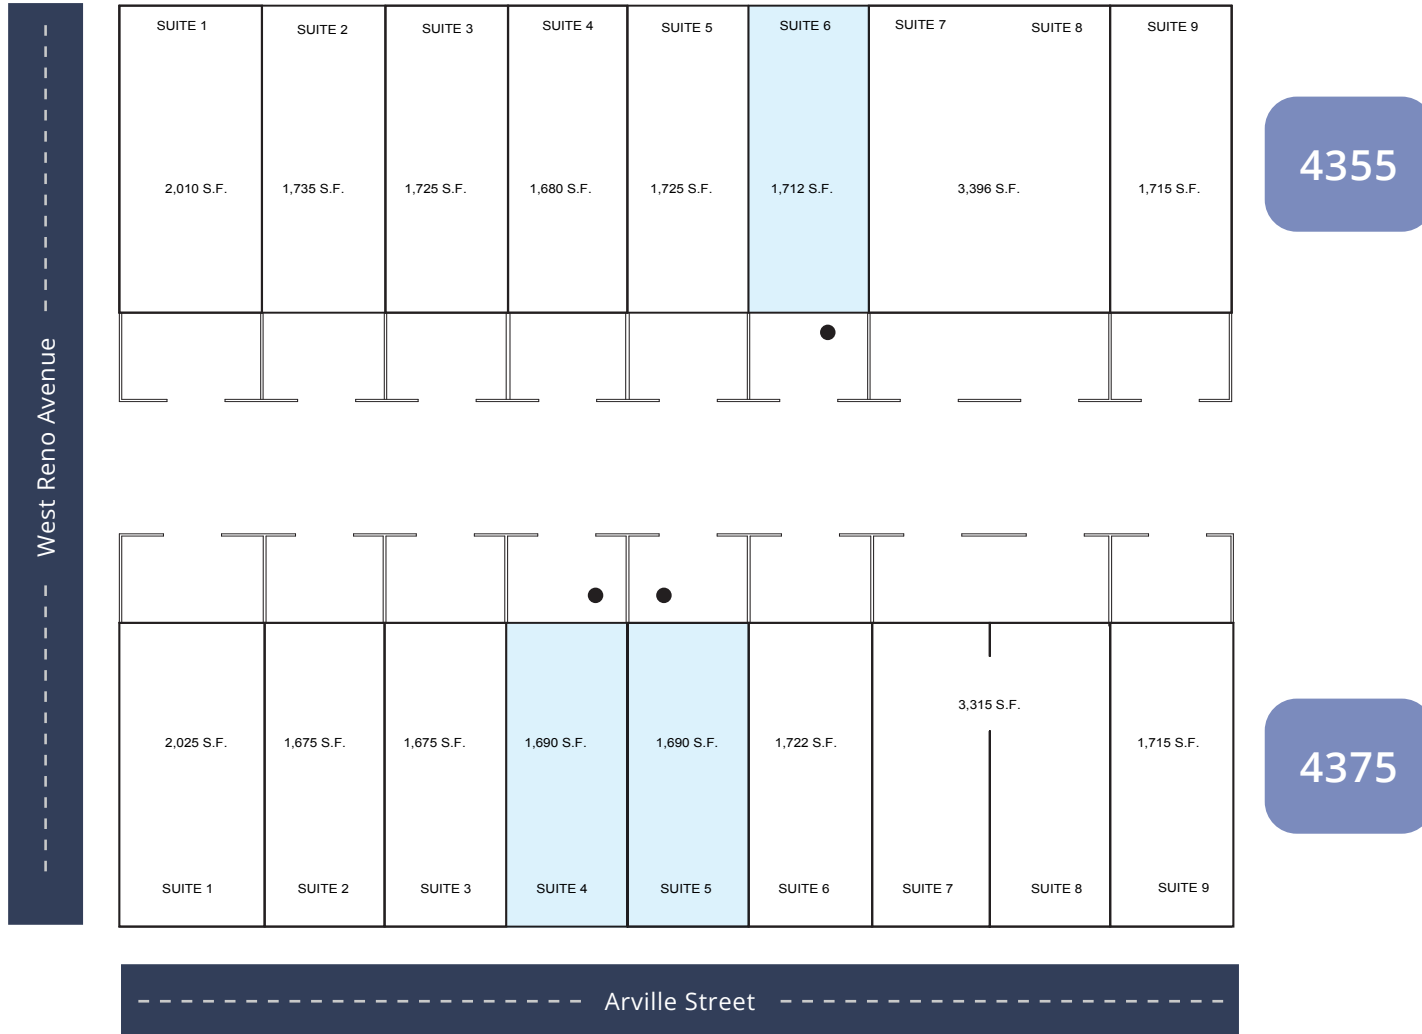 SUITE 1
SUITE 2
SUITE 3
SUITE 4
SUITE 5
SUITE 6
SUITE 7
SUITE 8
SUITE 9
2,010 S.F.
1,735 S.F.
1,725 S.F.
1,680 S.F.
1,725 S.F.
1,712 S.F.
3,396 S.F.
1,715 S.F.
4355
West Reno Avenue
3,315 S.F.
2,025 S.F.
1,675 S.F.
1,675 S.F.
1,690 S.F.
1,690 S.F.
1,722 S.F.
1,715 S.F.
4375
SUITE 1
SUITE 2
SUITE 3
SUITE 4
SUITE 5
SUITE 6
SUITE 7
SUITE 8
SUITE 9
Arville Street